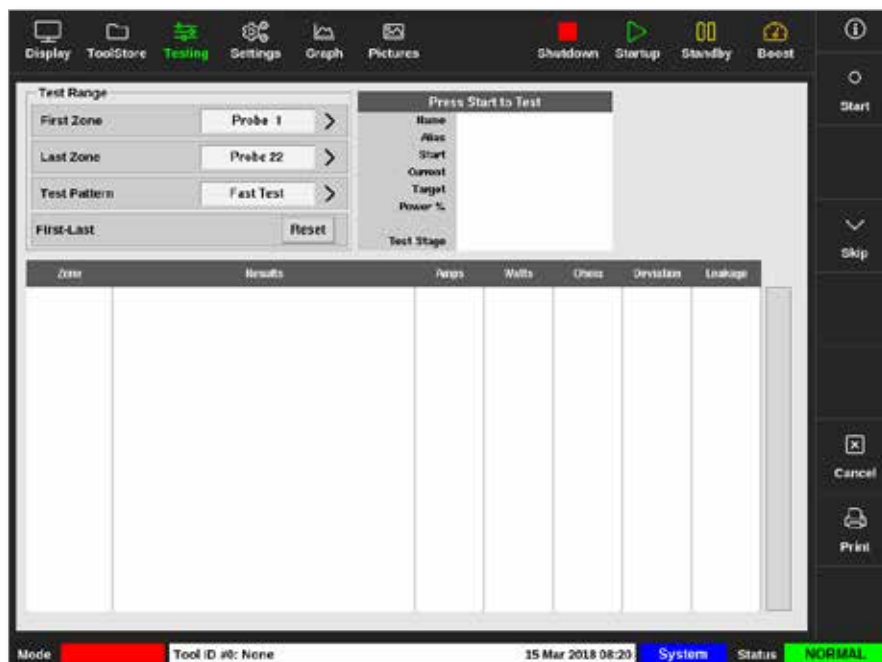 Display ToolStore Testing Settings Graph Pictures Shutdown Startup Standby Boost
Start
Skip
Cancel
Print
Test Range
First Zone Probe 1
Last Zone Probe 22
Test Pattern Fast Test
First-Last Reset
Press Start to Test
Name
Alias
Start
Current
Target
Power %
Test Stage
Zone Results Amps Watts Ohms Deviation Leakage
Mode Tool ID #0: None 15 Mar 2018 08:20 System Status NORMAL